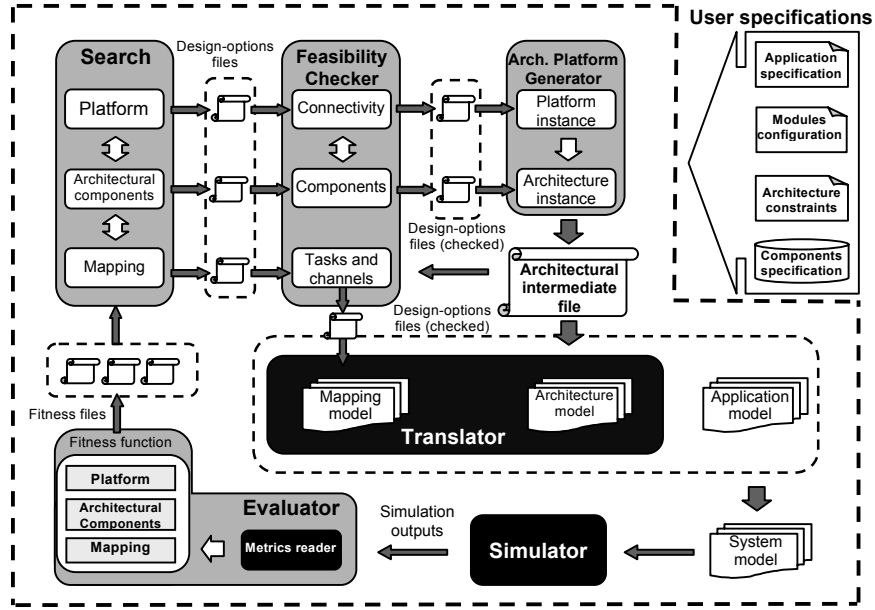 User specifications
Application
specification
Modules
configuration
Architecture
constraints
Components
specification
Search
Platform
Architectural
components
Mapping
Design-options
files
Feasibility
Checker
Connectivity
Components
Tasks and
channels
Arch. Platform
Generator
Platform
instance
Architecture
instance
Design-options
files (checked)
Architectural
intermediate
file
Design-options
files (checked)
Mapping
model
Architecture
model
Application
model
Translator
Fitness files
Fitness function
Platform
Architectural
Components
Mapping
Evaluator
Metrics reader
Simulation
outputs
Simulator
System
model